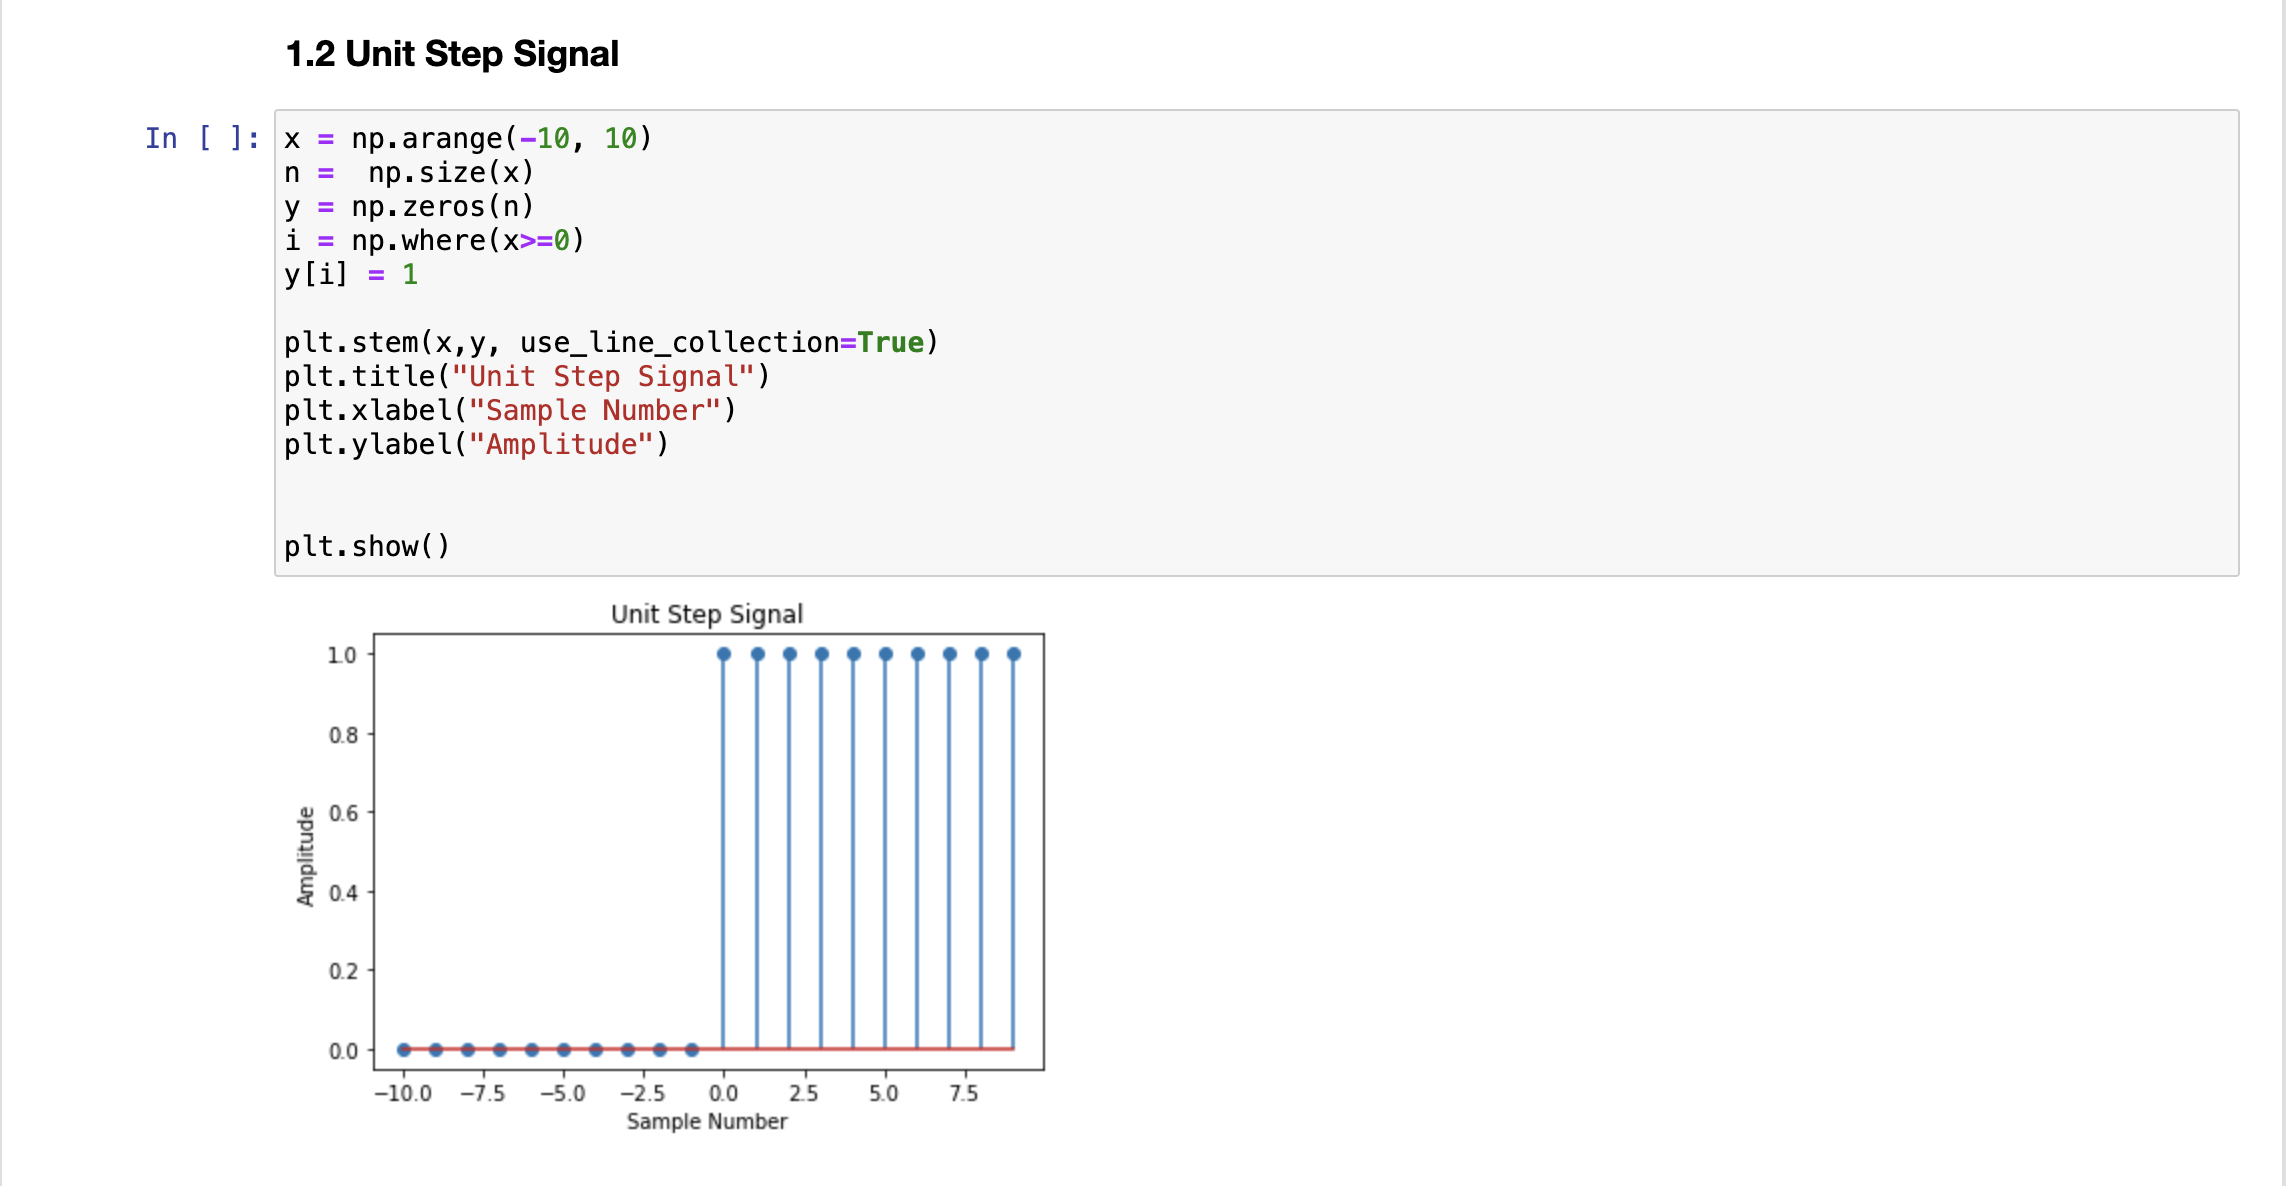 1.2 Unit Step Signal
In [ ]:
x = np.arange(-10, 10)
n =  np.size(x)
y = np.zeros(n)
i = np.where(x>=0)
y[i] = 1
plt.stem(x,y, use_line_collection=True)
plt.title("Unit Step Signal")
plt.xlabel("Sample Number")
plt.ylabel("Amplitude")
plt.show()
Unit Step Signal
1.0
0.8
0.6
0.4
0.2
0.0
Amplitude
−10.0 −7.5 −5.0 −2.5 0.0 2.5 5.0 7.5
Sample Number